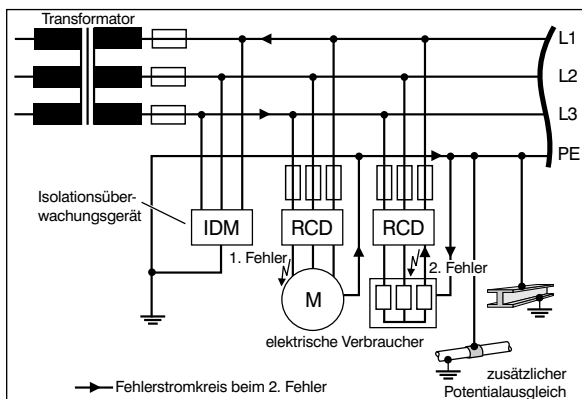 Transformator
L1
L2
L3
PE
Isolationsüber-
wachungsgerät
IDM
RCD
RCD
1. Fehler
2. Fehler
M
elektrische Verbraucher
zusätzlicher
Potentialausgleich
Fehlerstromkreis beim 2. Fehler